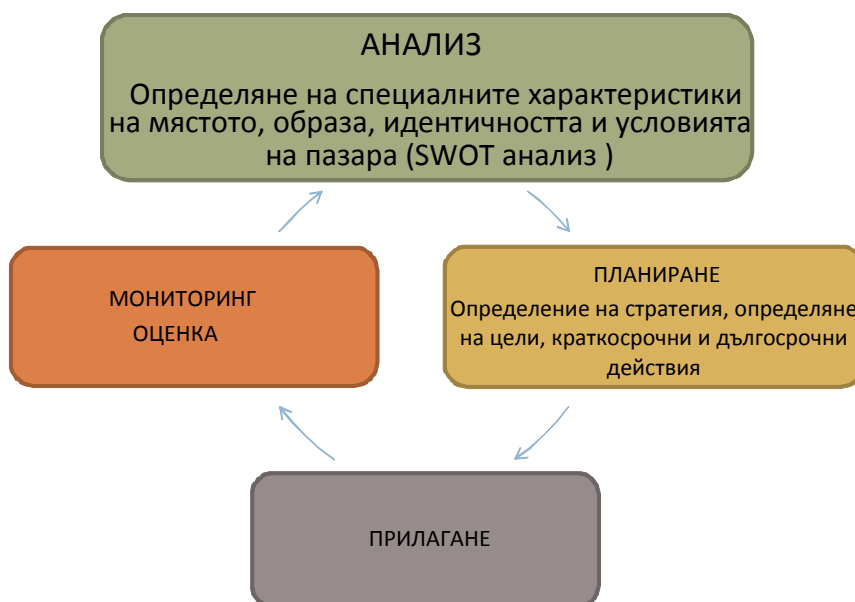 АНАЛИЗ
Определяне на специалните характеристики
на мястото, образа, идентичността и условията
на пазара (SWOT анализ )
ПЛАНИРАНЕ
Определение на стратегия, определяне
на цели, краткосрочни и дългосрочни
действия
ПРИЛАГАНЕ
МОНИТОРИНГ
ОЦЕНКА